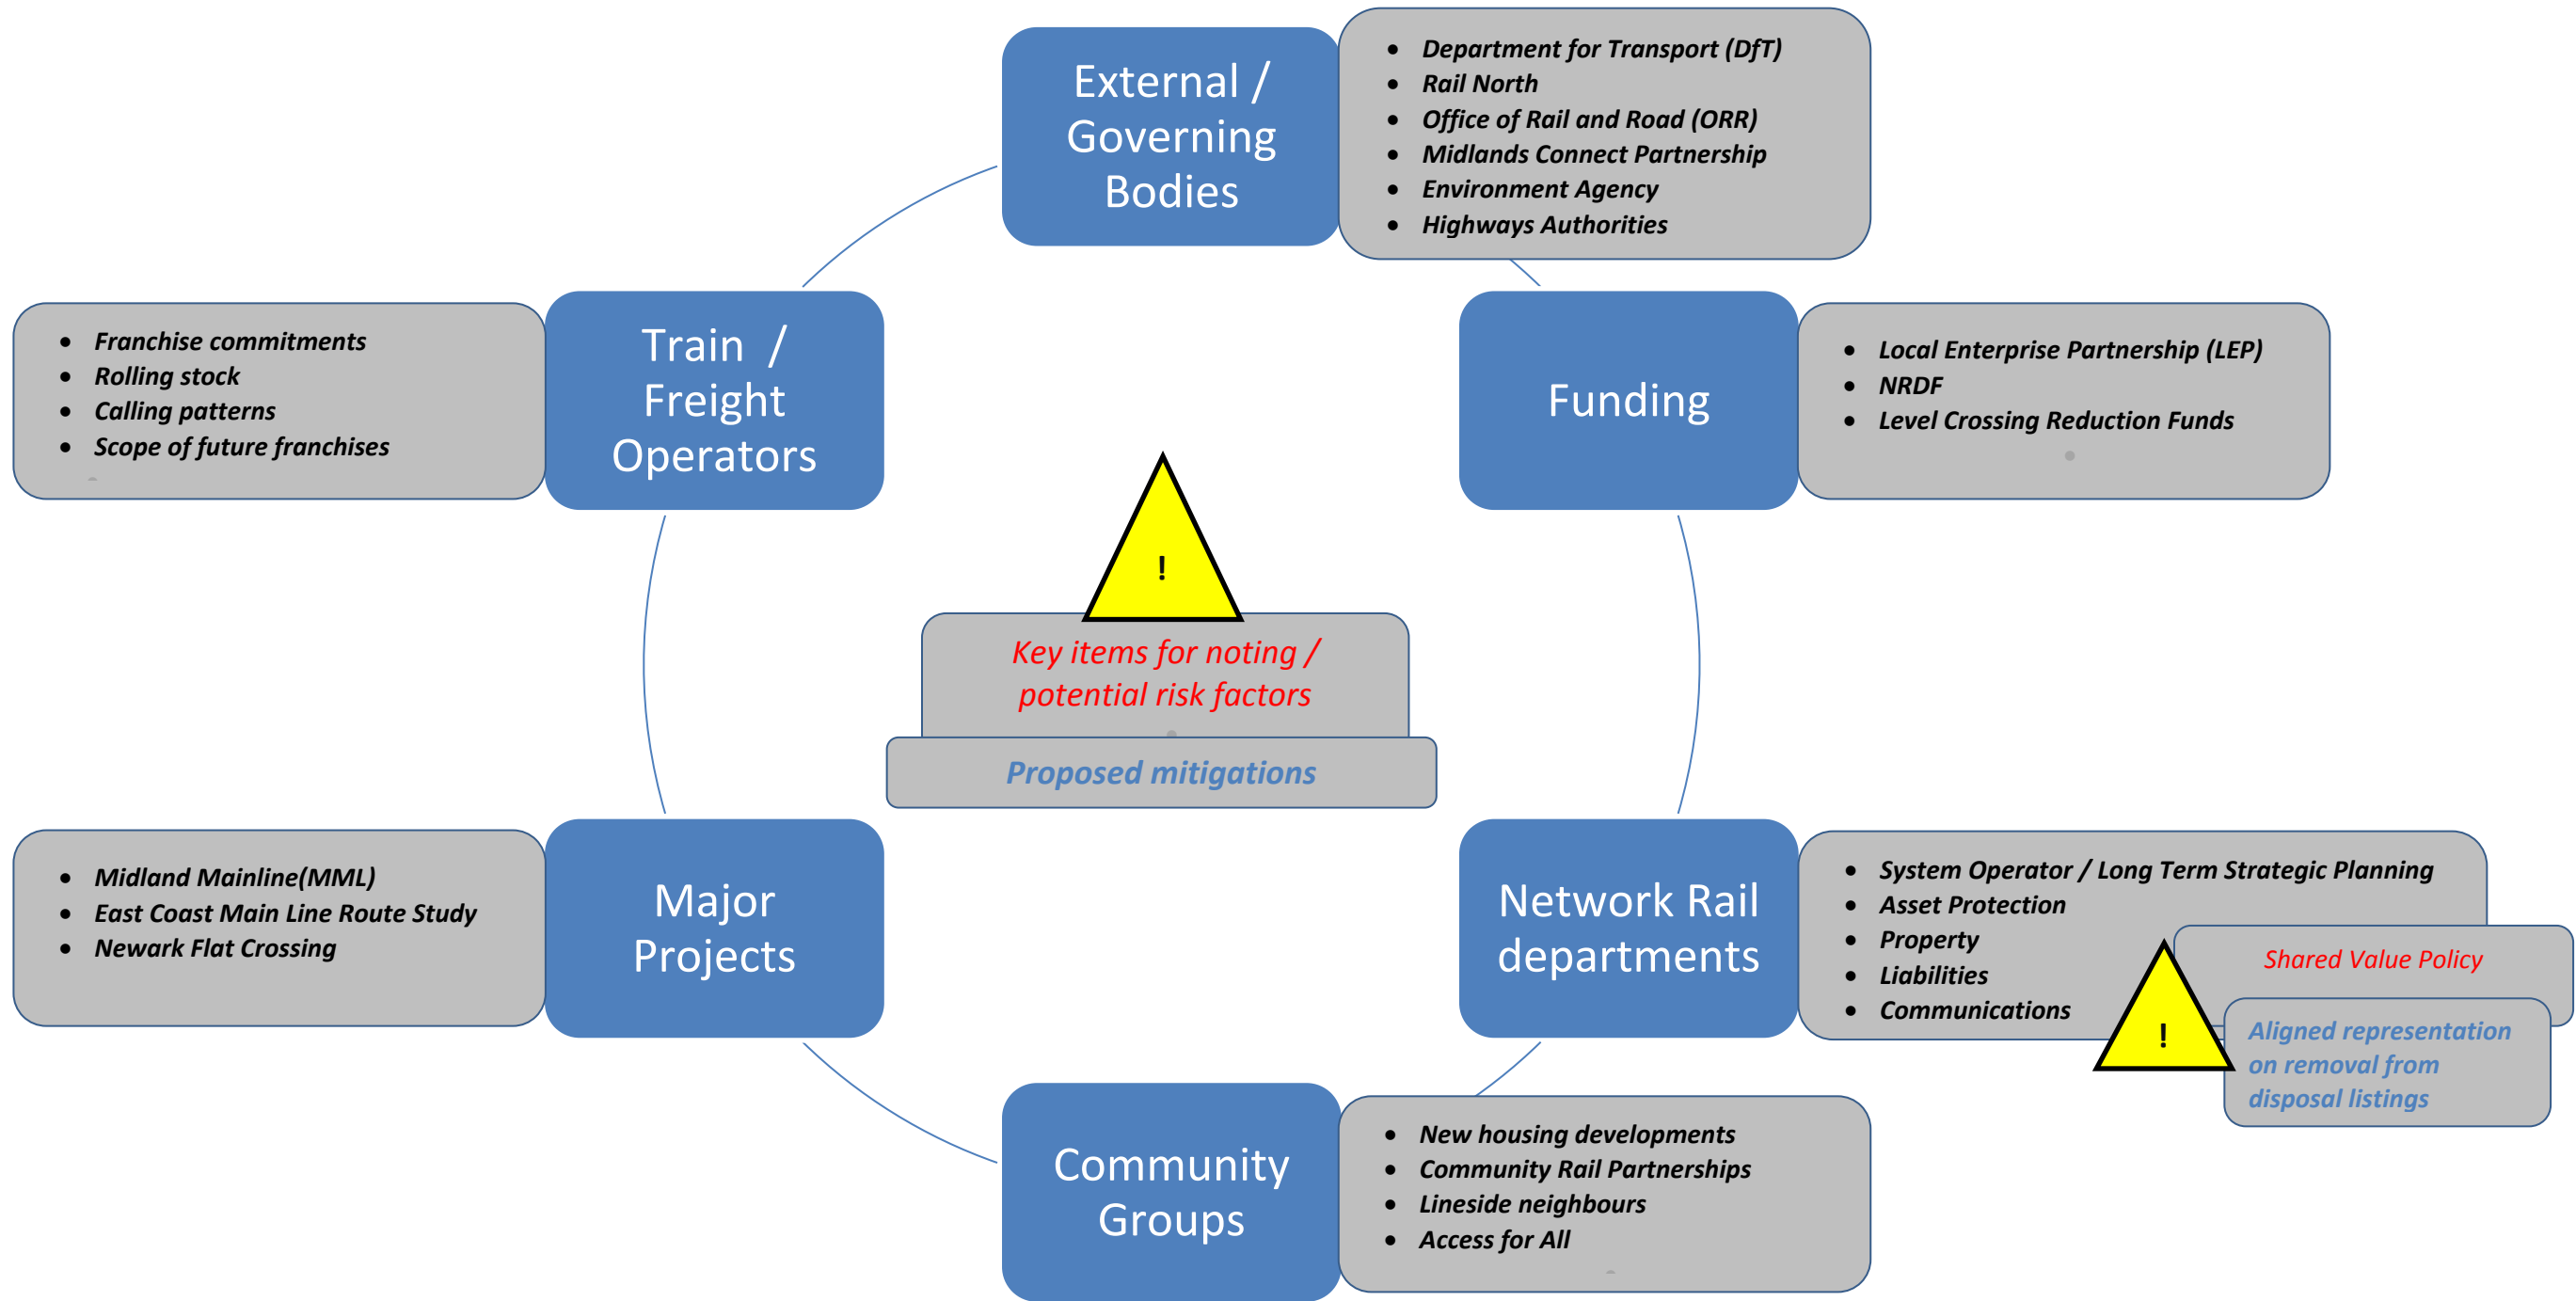 External /
Governing
Bodies
• Department for Transport (DfT)
• Rail North
• Office of Rail and Road (ORR)
• Midlands Connect Partnership
• Environment Agency
• Highways Authorities
• Franchise commitments
• Rolling stock
• Calling patterns
• Scope of future franchises
Train /
Freight
Operators
Funding
• Local Enterprise Partnership (LEP)
• NRDF
• Level Crossing Reduction Funds
!
Key items for noting /
potential risk factors
Proposed mitigations
• Midland Mainline(MML)
• East Coast Main Line Route Study
• Newark Flat Crossing
Major
Projects
Network Rail
departments
• System Operator / Long Term Strategic Planning
• Asset Protection
• Property
• Liabilities
• Communications
!
Shared Value Policy
Aligned representation
on removal from
disposal listings
Community
Groups
• New housing developments
• Community Rail Partnerships
• Lineside neighbours
• Access for All